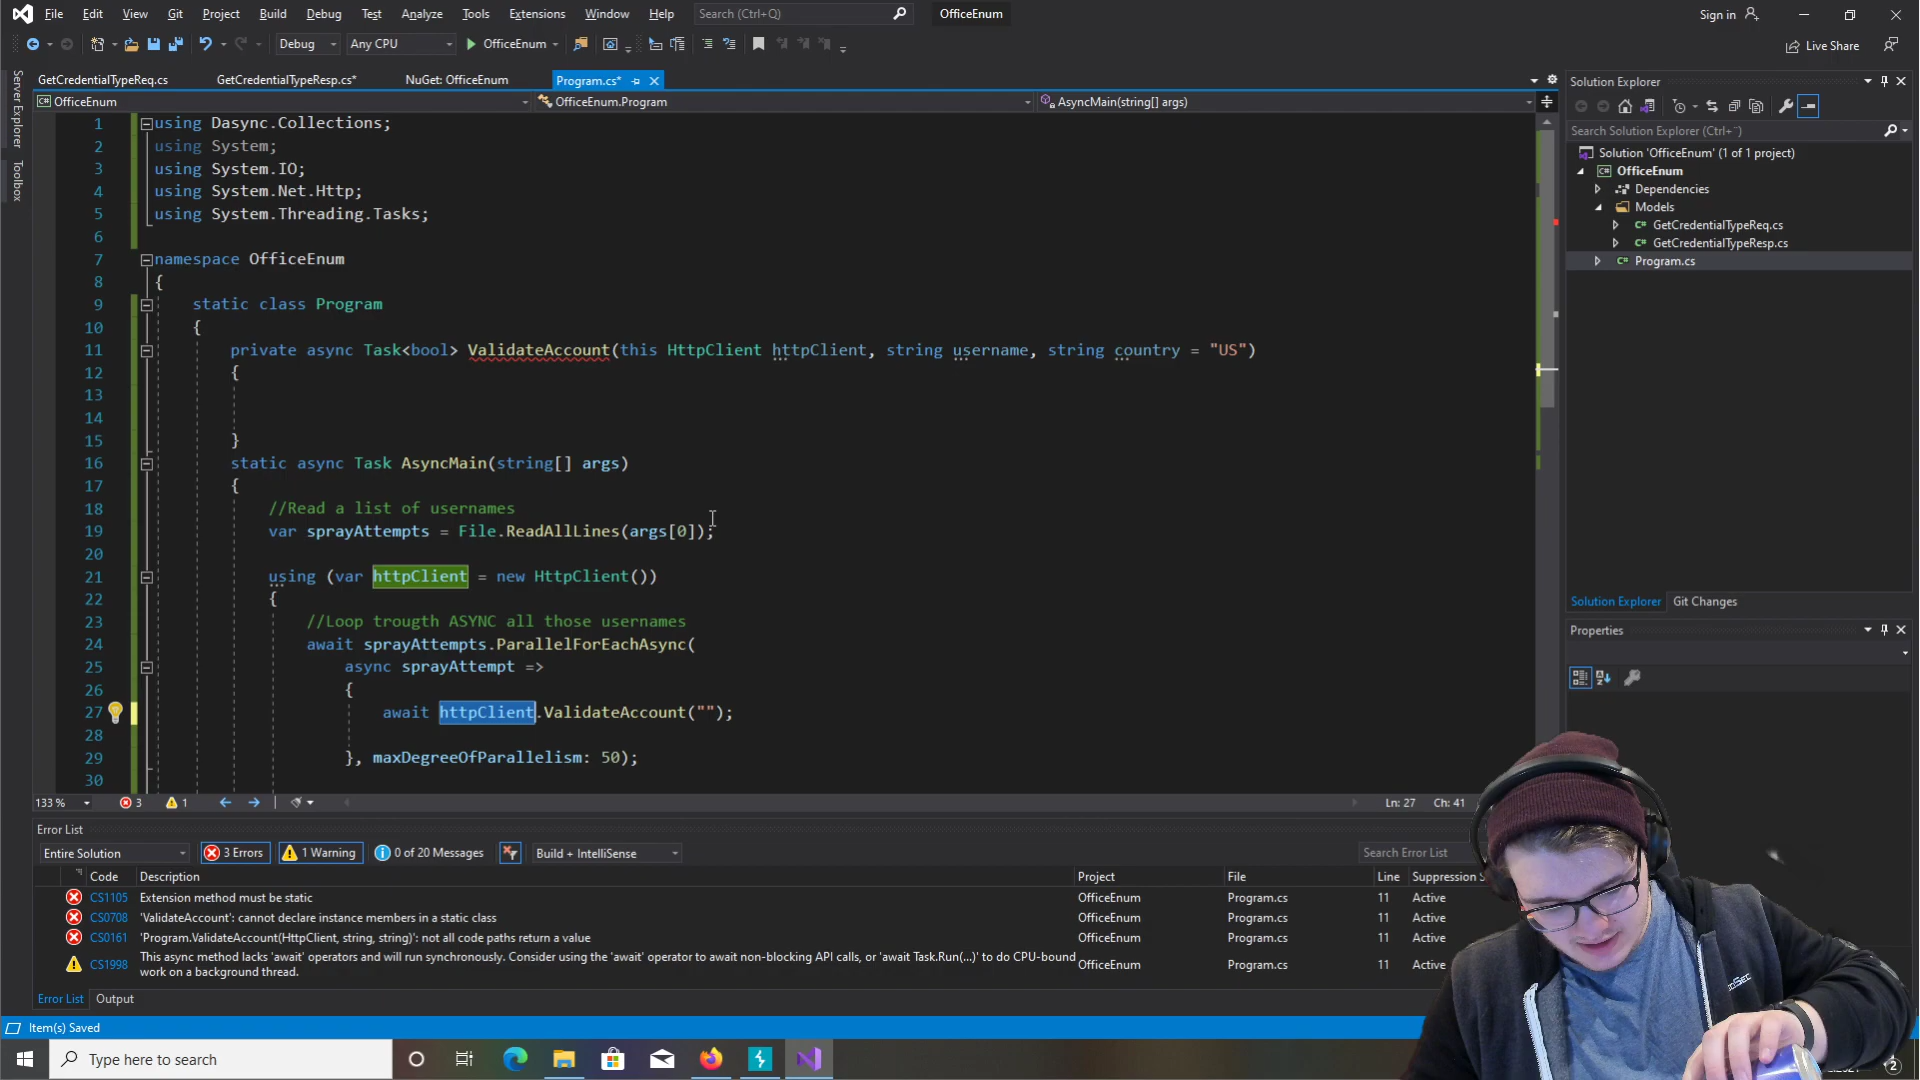 File Edit View Git Project Build Debug Test Analyze Tools Extensions Window Help Search (Ctrl+Q) OfficeEnum Sign in
Debug Any CPU OfficeEnum Live Share
Server Explorer
Toolbox
GetCredentialTypeReq.cs GetCredentialTypeResp.cs* NuGet: OfficeEnum Program.cs*
OfficeEnum OfficeEnum.Program AsyncMain(string[] args)
1 using Dasync.Collections;
2 using System;
3 using System.IO;
4 using System.Net.Http;
5 using System.Threading.Tasks;
6
7 namespace OfficeEnum
8 {
9 static class Program
10 {
11 private async Task<bool> ValidateAccount(this HttpClient httpClient, string username, string country = "US")
12 {
13
14
15 }
16 static async Task AsyncMain(string[] args)
17 {
18 //Read a list of usernames
19 var sprayAttempts = File.ReadAllLines(args[0]);
20
21 using (var httpClient = new HttpClient())
22 {
23 //Loop trougth ASYNC all those usernames
24 await sprayAttempts.ParallelForEachAsync(
25 async sprayAttempt =>
26 {
27 await httpClient.ValidateAccount("");
28
29 }, maxDegreeOfParallelism: 50);
30
133 % 3 1 Ln: 27 Ch: 41
Error List
Entire Solution 3 Errors 1 Warning 0 of 20 Messages Build + IntelliSense Search Error List
Code Description Project File Line Suppression S
CS1105 Extension method must be static OfficeEnum Program.cs 11 Active
CS0708 'ValidateAccount': cannot declare instance members in a static class OfficeEnum Program.cs 11 Active
CS0161 'Program.ValidateAccount(HttpClient, string, string)': not all code paths return a value OfficeEnum Program.cs 11 Active
CS1998 This async method lacks 'await' operators and will run synchronously. Consider using the 'await' operator to await non-blocking API calls, or 'await Task.Run(...)' to do CPU-bound work on a background thread. OfficeEnum Program.cs 11 Active
Error List Output
Item(s) Saved
Type here to search
Solution Explorer
Search Solution Explorer (Ctrl+¨)
Solution 'OfficeEnum' (1 of 1 project)
OfficeEnum
Dependencies
Models
GetCredentialTypeReq.cs
GetCredentialTypeResp.cs
Program.cs
Solution Explorer Git Changes
Properties
2